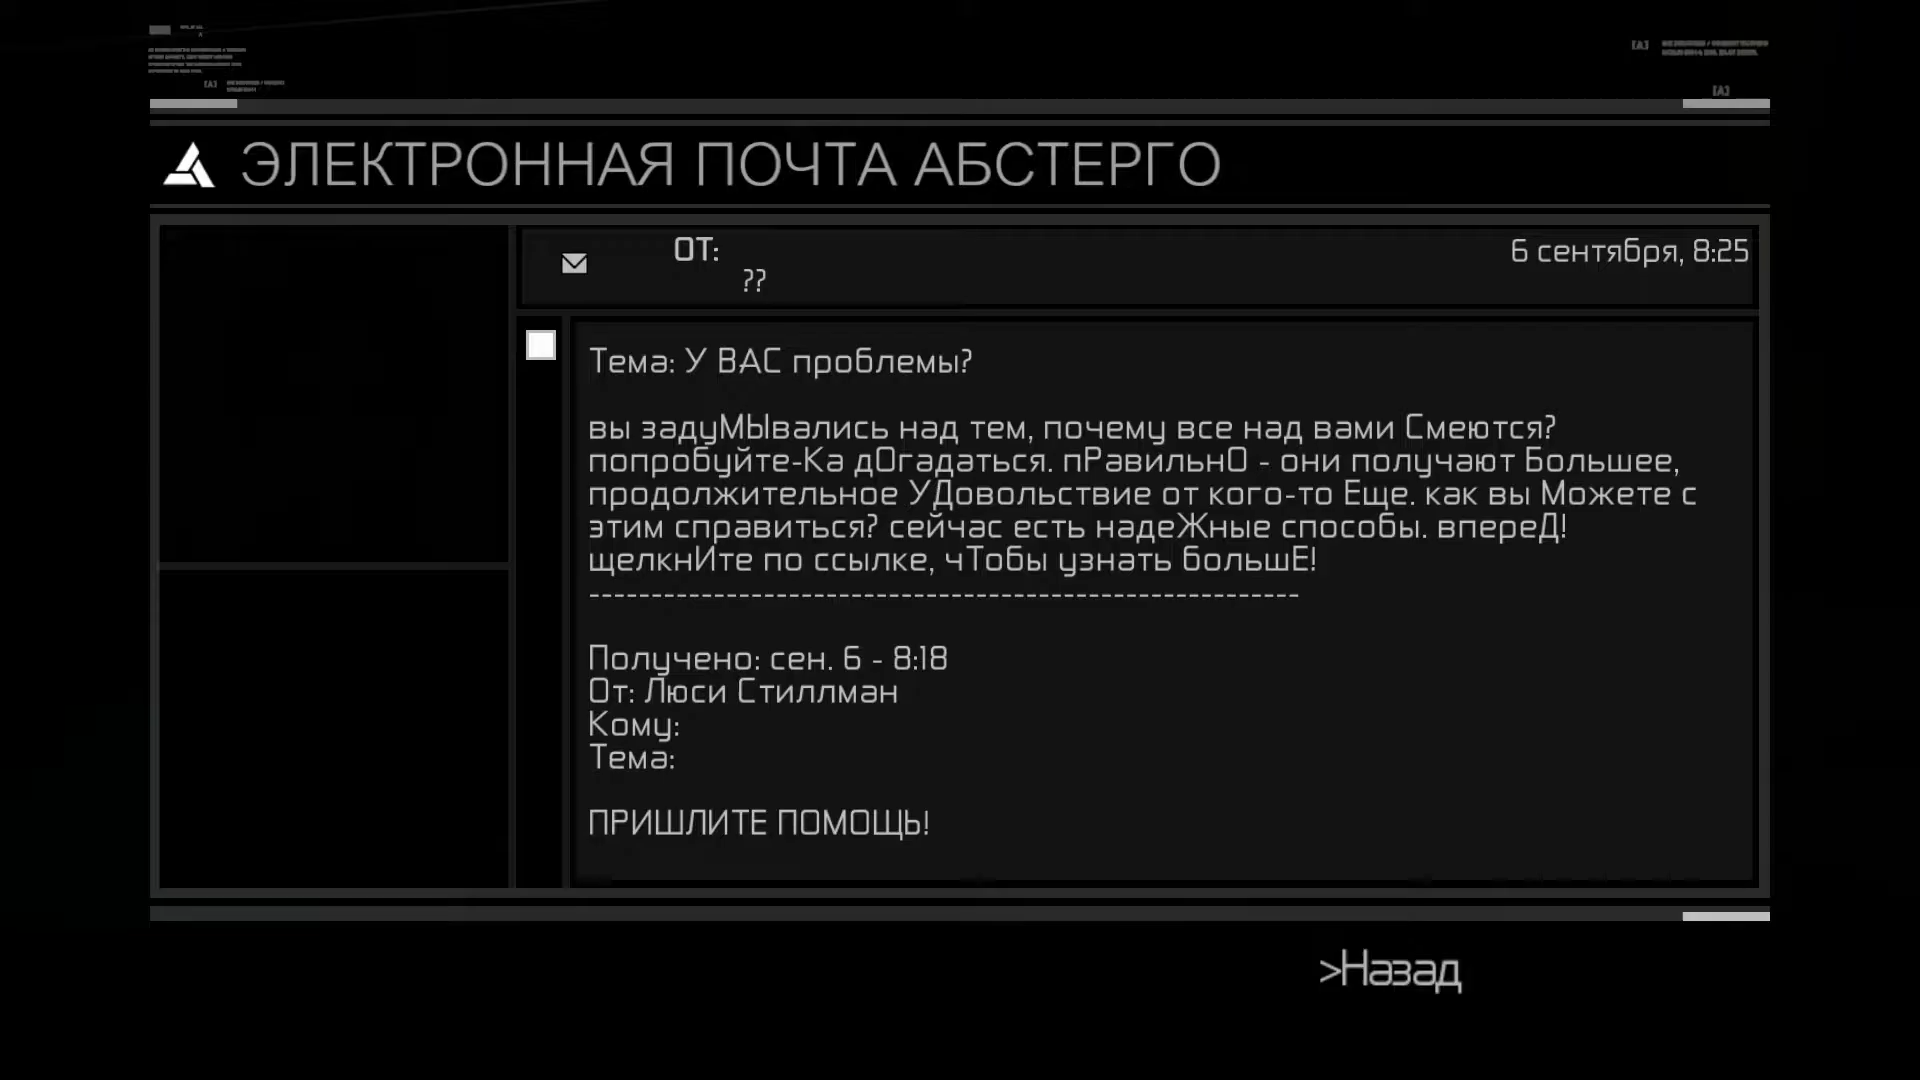 [A]
[A]
[A]
ЭЛЕКТРОННАЯ ПОЧТА АБСТЕРГО
ОТ:
??
6 сентября, 8:25
Тема: У ВАС проблемы?
вы задуМЫвались над тем, почему все над вами Смеются?
попробуйте-Ка дОгадаться. пРавильнО - они получают Большее,
продолжительное УДовольствие от кого-то Еще. как вы Можете с
этим справиться? сейчас есть надеЖные способы. впереД!
щелкнИте по ссылке, чТобы узнать большЕ!
---------------------------------------------------------
Получено: сен. 6 - 8:18
От: Люси Стиллман
Кому:
Тема:
ПРИШЛИТЕ ПОМОЩЬ!
>Назад